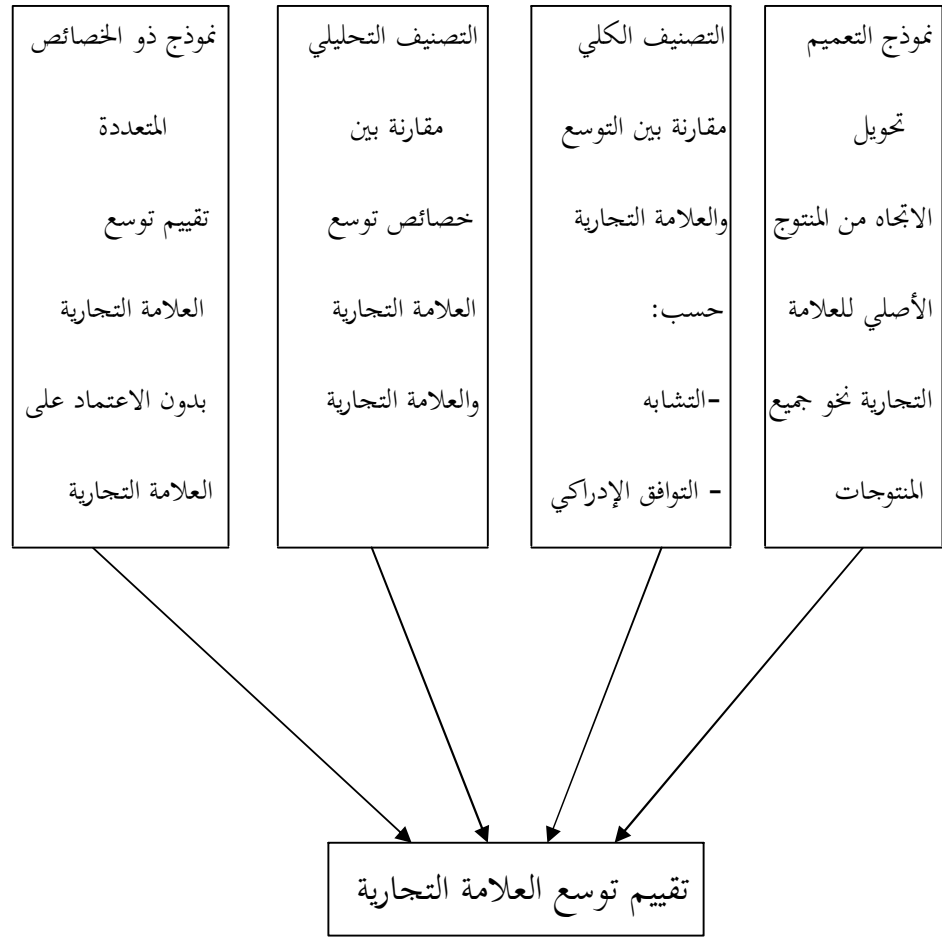 نموذج التعميم
تحويل
الاتجاه من المنتوج
الأصلي للعلامة
التجارية نخو جميع
المنتوجات
التصنيف الكلي
مقارنة بين التوسع
والعلامة التجارية
حسب:
-التشابه
- التوافق الإدراكي
التصنيف التحليلي
مقارنة بين
خصائص توسع
العلامة التجارية
والعلامة التجارية
نموذج ذو الخصائص
المتعددة
تقييم توسع
العلامة التجارية
بدون الاعتماد على
العلامة التجارية
تقييم توسع العلامة التجارية